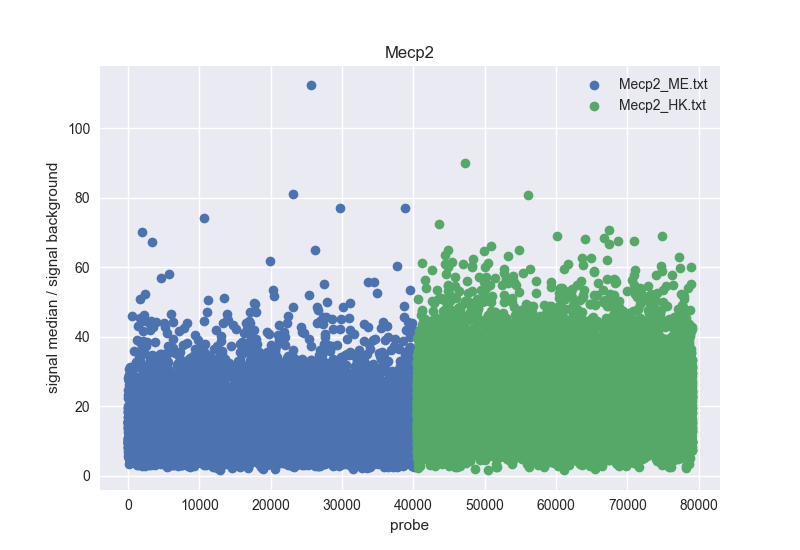 Mecp2
Mecp2_ME.txt
Mecp2_HK.txt
signal median / signal background
100
80
60
40
20
0
0 10000 20000 30000 40000 50000 60000 70000 80000
probe